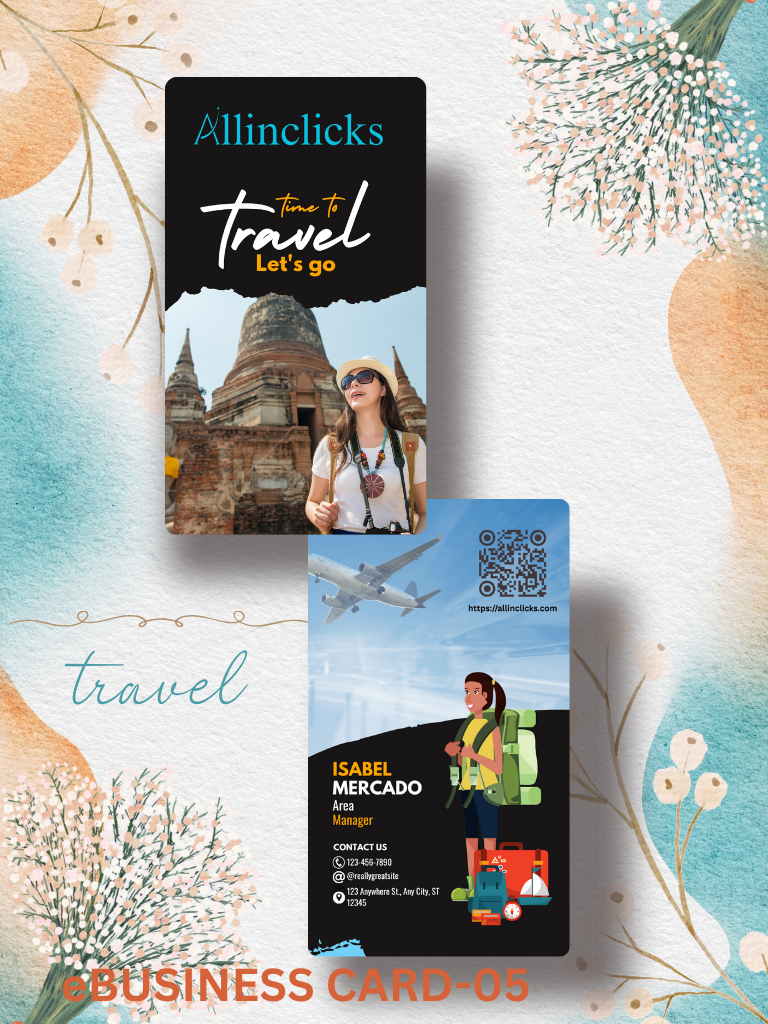 Allinclicks
time to
Travel
Let's go
https://allinclicks.com
travel
ISABEL
MERCADO
Area
Manager
CONTACT US
123-456-7890
@reallygreatsite
123 Anywhere St., Any City, ST
12345
eBUSINESS CARD-05